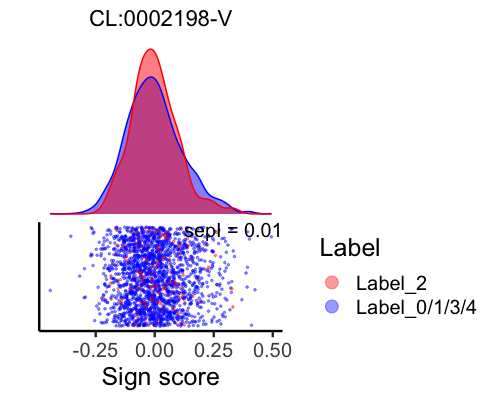 CL:0002198-V
sepI = 0.01
Label
Label_2
Label_0/1/3/4
-0.25 0.00 0.25 0.50
Sign score